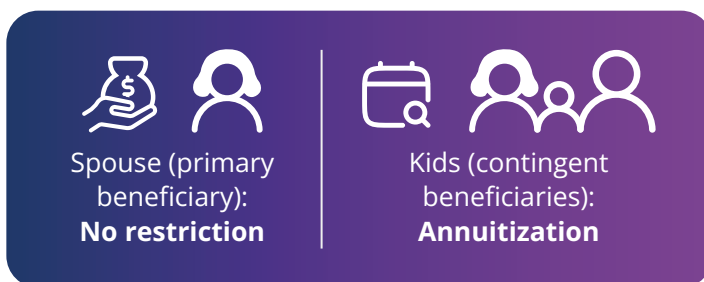 $
Spouse (primary
beneficiary):
No restriction
Kids (contingent
beneficiaries):
Annuitization